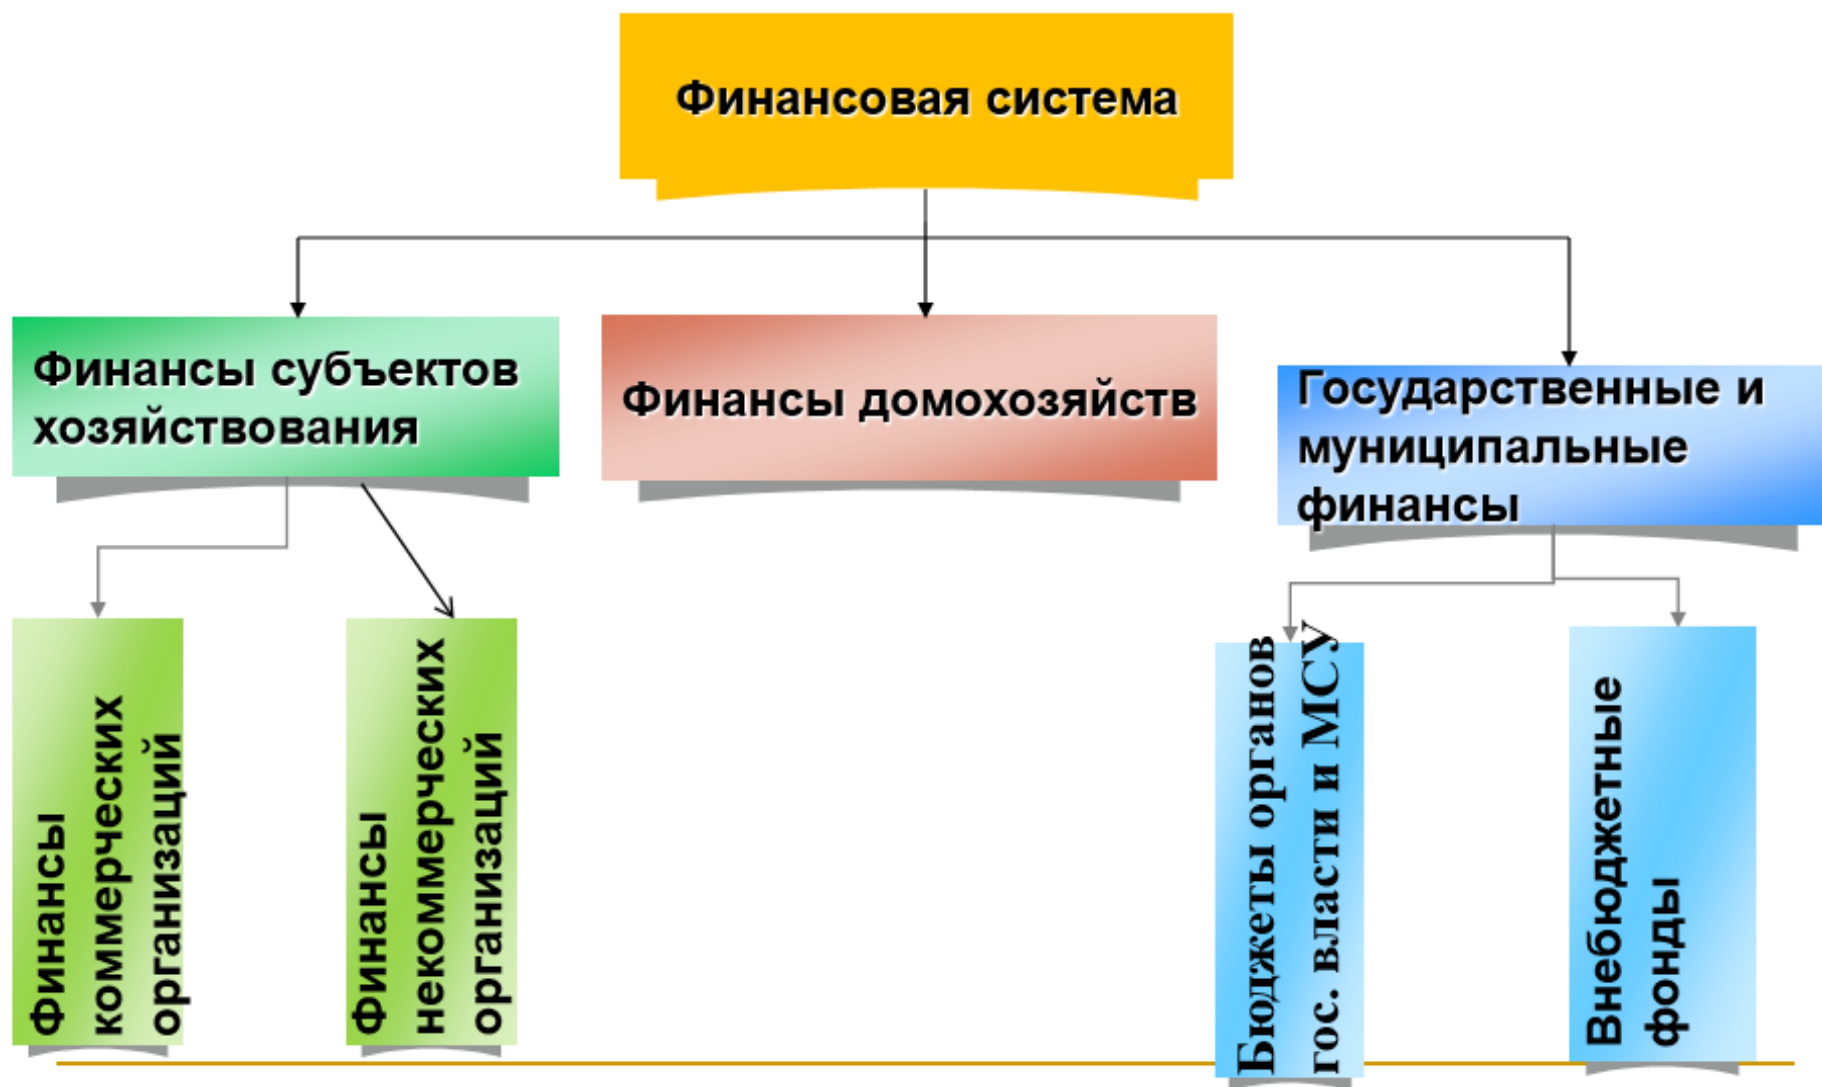 Финансовая система
Финансы субъектов
хозяйствования
Финансы домохозяйств
Государственные и
муниципальные
финансы
Финансы
коммерческих
организаций
Финансы
некоммерческих
организаций
Бюджеты органов
гос. власти и МСУ
Внебюджетные
фонды